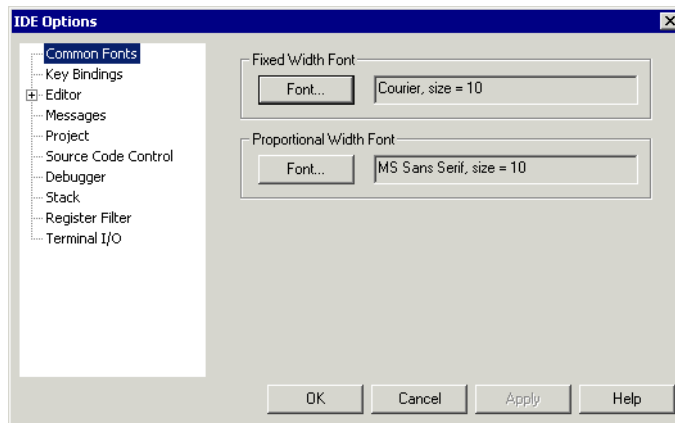 IDE Options
Common Fonts
Key Bindings
Editor
Messages
Project
Source Code Control
Debugger
Stack
Register Filter
Terminal I/O
Fixed Width Font
Font...
Courier, size = 10
Proportional Width Font
Font...
MS Sans Serif, size = 10
OK
Cancel
Apply
Help